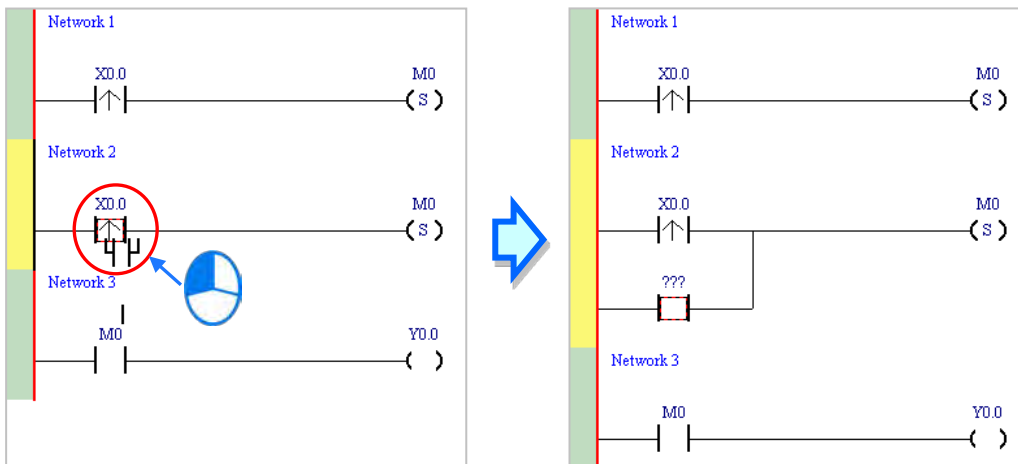 Network 1
X0.0 M0
( S )
Network 2
X0.0 M0
( S )
Network 3
M0 Y0.0
( )
Network 1
X0.0 M0
( S )
Network 2
X0.0 M0
( S )
???
Network 3
M0 Y0.0
( )